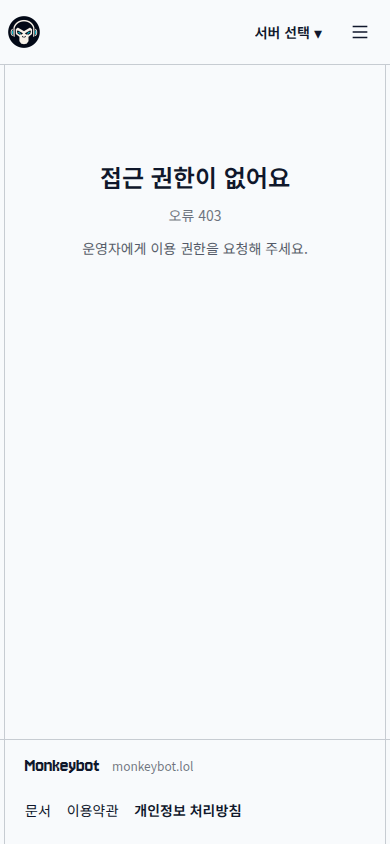 서버 선택 ▾
접근 권한이 없어요
오류 403
운영자에게 이용 권한을 요청해 주세요.
Monkeybot monkeybot.lol
문서 이용약관 개인정보 처리방침